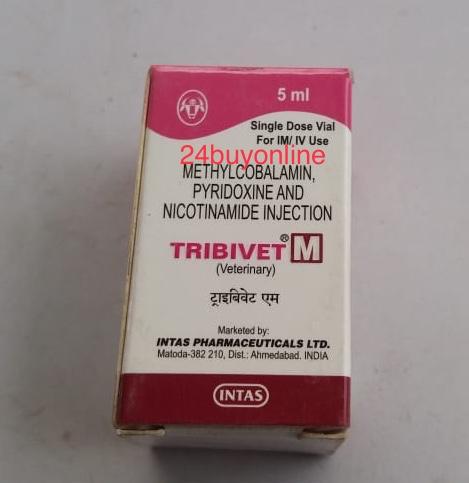 5 ml
Single Dose Vial
For IM/ IV Use
24buyonline
METHYLCOBALAMIN,
PYRIDOXINE AND
NICOTINAMIDE INJECTION
TRIBIVET® M
(Veterinary)
ट्राइबिवेट एम
Marketed by:
INTAS PHARMACEUTICALS LTD.
Matoda-382 210, Dist.: Ahmedabad. INDIA
INTAS